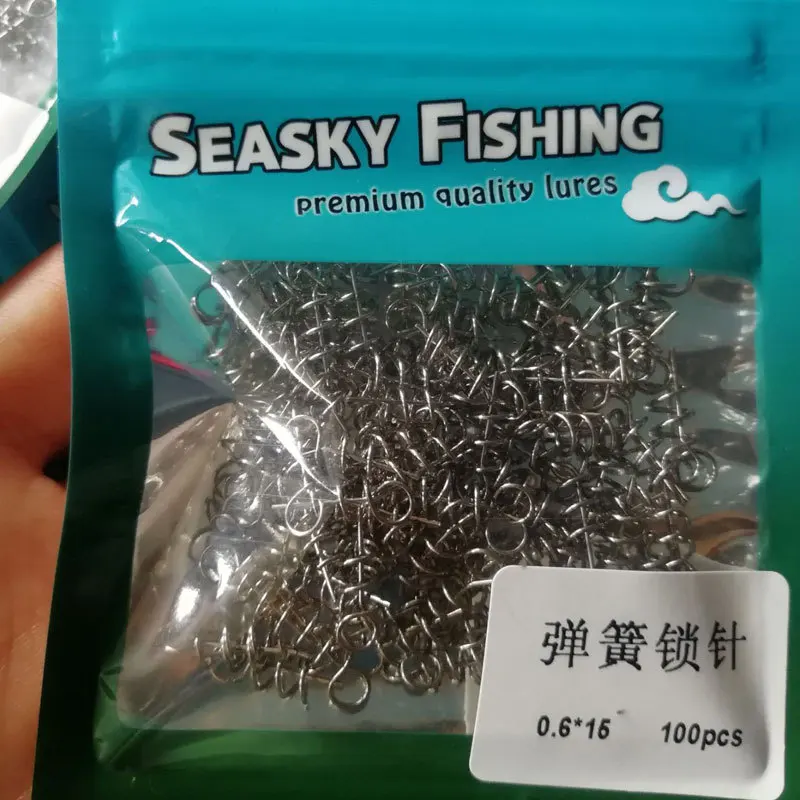 SEASKY FISHING
premium quality lures
弹簧锁针
0.6*15 100pcs